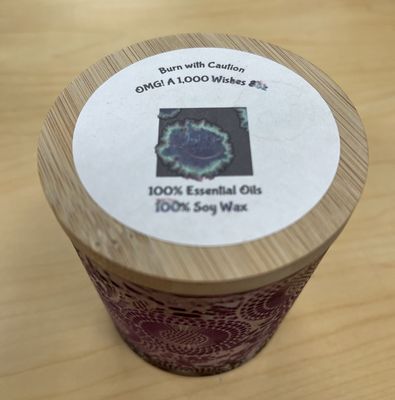 Burn with Caution
OMG! A 1,000 Wishes 8oz
100% Essential Oils
100% Soy Wax